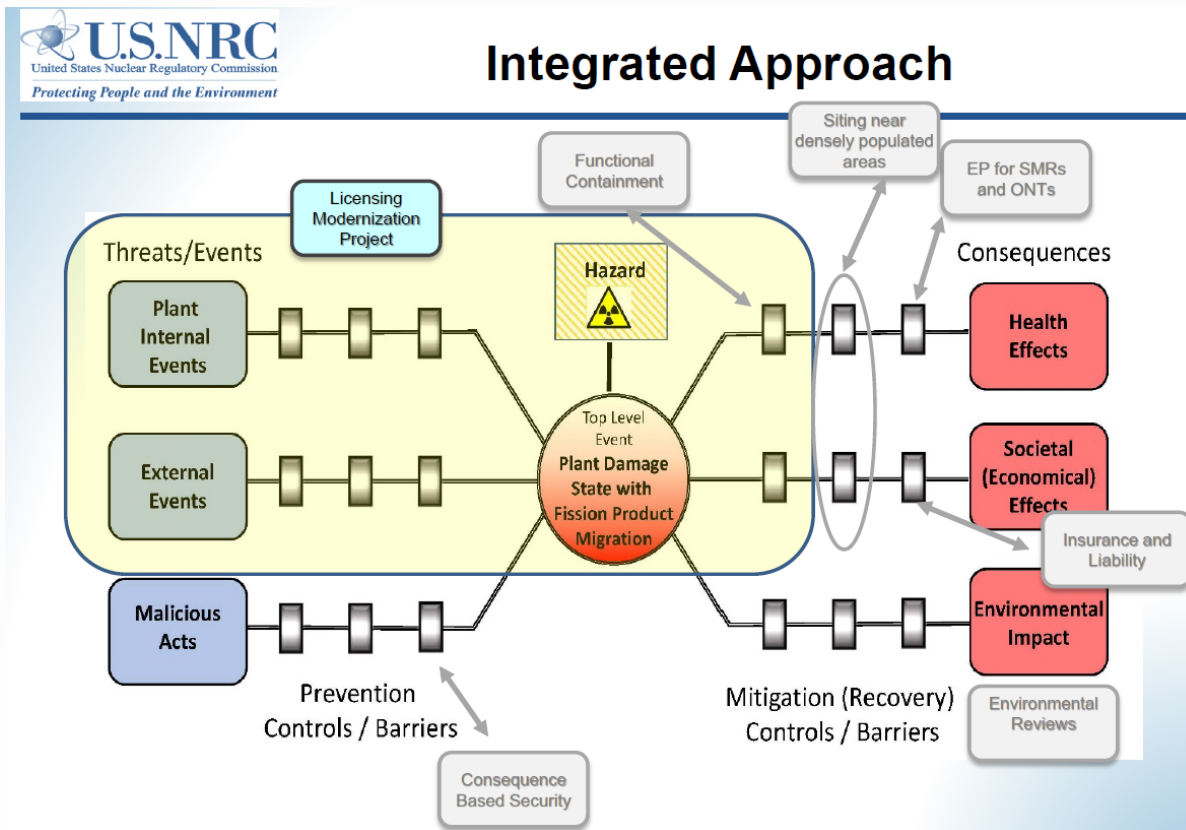 U.S.NRC
United States Nuclear Regulatory Commission
Protecting People and the Environment
Integrated Approach
Siting near
densely populated
areas
Functional
Containment
EP for SMRs
and ONTs
Licensing
Modernization
Project
Threats/Events
Hazard
Consequences
Plant
Internal
Events
Health
Effects
Top Level
Event
Plant Damage
State with
Fission Product
Migration
External
Events
Societal
(Economical)
Effects
Insurance and
Liability
Malicious
Acts
Environmental
Impact
Prevention
Controls / Barriers
Mitigation (Recovery)
Controls / Barriers
Environmental
Reviews
Consequence
Based Security